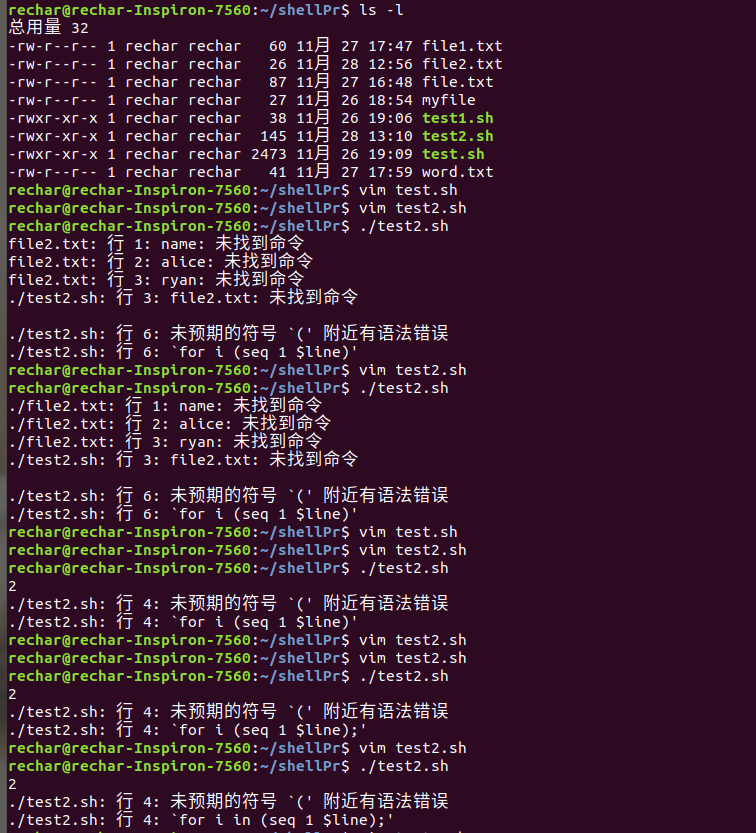 rechar@rechar-Inspiron-7560:~/shellPr$ ls -l
总用量 32
-rw-r--r-- 1 rechar rechar   60 11月 27 17:47 file1.txt
-rw-r--r-- 1 rechar rechar   26 11月 28 12:56 file2.txt
-rw-r--r-- 1 rechar rechar   87 11月 27 16:48 file.txt
-rw-r--r-- 1 rechar rechar   27 11月 26 18:54 myfile
-rwxr-xr-x 1 rechar rechar   38 11月 26 19:06 test1.sh
-rwxr-xr-x 1 rechar rechar  145 11月 28 13:10 test2.sh
-rwxr-xr-x 1 rechar rechar 2473 11月 26 19:09 test.sh
-rw-r--r-- 1 rechar rechar   41 11月 27 17:59 word.txt
rechar@rechar-Inspiron-7560:~/shellPr$ vim test.sh
rechar@rechar-Inspiron-7560:~/shellPr$ vim test2.sh
rechar@rechar-Inspiron-7560:~/shellPr$ ./test2.sh
file2.txt: 行 1: name: 未找到命令
file2.txt: 行 2: alice: 未找到命令
file2.txt: 行 3: ryan: 未找到命令
./test2.sh: 行 3: file2.txt: 未找到命令
./test2.sh: 行 6: 未预期的符号 `(' 附近有语法错误
./test2.sh: 行 6: `for i (seq 1 $line)'
rechar@rechar-Inspiron-7560:~/shellPr$ vim test2.sh
rechar@rechar-Inspiron-7560:~/shellPr$ ./test2.sh
./file2.txt: 行 1: name: 未找到命令
./file2.txt: 行 2: alice: 未找到命令
./file2.txt: 行 3: ryan: 未找到命令
./test2.sh: 行 3: file2.txt: 未找到命令
./test2.sh: 行 6: 未预期的符号 `(' 附近有语法错误
./test2.sh: 行 6: `for i (seq 1 $line)'
rechar@rechar-Inspiron-7560:~/shellPr$ vim test.sh
rechar@rechar-Inspiron-7560:~/shellPr$ vim test2.sh
rechar@rechar-Inspiron-7560:~/shellPr$ ./test2.sh
2
./test2.sh: 行 4: 未预期的符号 `(' 附近有语法错误
./test2.sh: 行 4: `for i (seq 1 $line)'
rechar@rechar-Inspiron-7560:~/shellPr$ vim test2.sh
rechar@rechar-Inspiron-7560:~/shellPr$ vim test2.sh
rechar@rechar-Inspiron-7560:~/shellPr$ ./test2.sh
2
./test2.sh: 行 4: 未预期的符号 `(' 附近有语法错误
./test2.sh: 行 4: `for i (seq 1 $line);'
rechar@rechar-Inspiron-7560:~/shellPr$ vim test2.sh
rechar@rechar-Inspiron-7560:~/shellPr$ ./test2.sh
2
./test2.sh: 行 4: 未预期的符号 `(' 附近有语法错误
./test2.sh: 行 4: `for i in (seq 1 $line);'